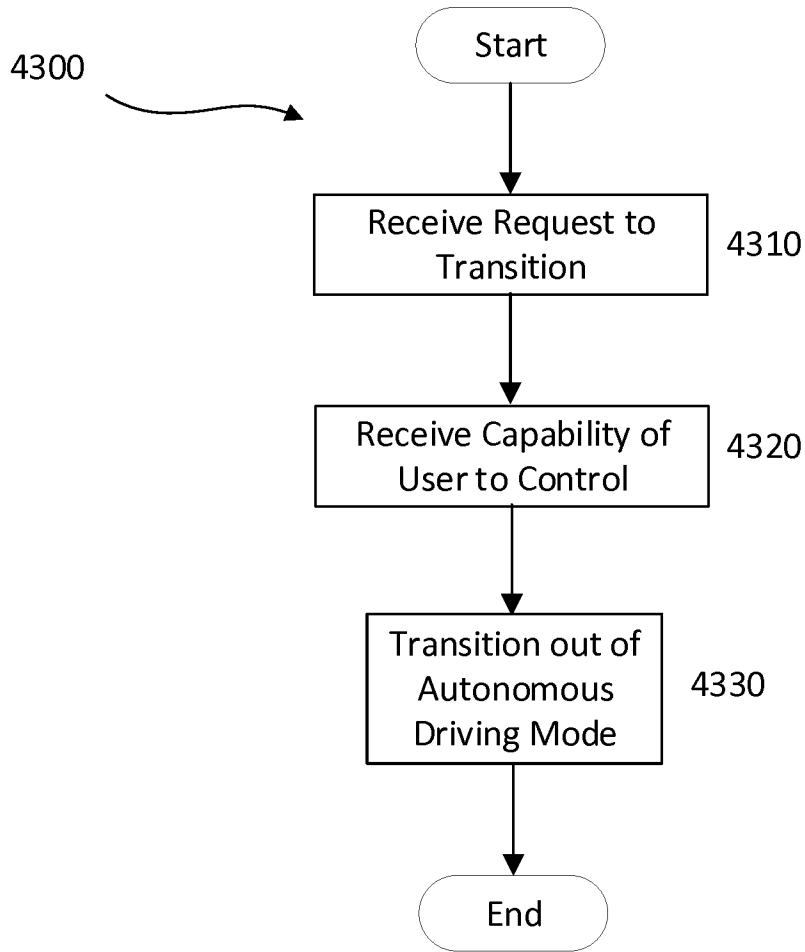 Start
4300
Receive Request to
Transition
4310
Receive Capability of
User to Control
4320
Transition out of
Autonomous
Driving Mode
4330
End